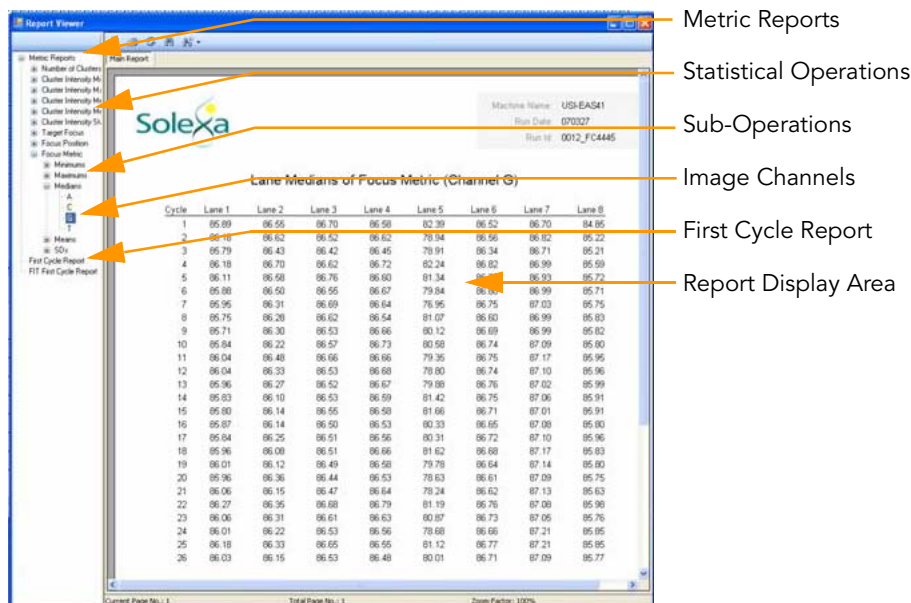 Report Viewer
Metric Reports
Statistical Operations
Sub-Operations
Image Channels
First Cycle Report
Report Display Area
Metric Reports
Number of Clusters
Cluster Intensity
Cluster Intensity
Cluster Intensity
Cluster Intensity
Cluster Intensity
Target Focus
Focus Position
Focus Metric
Minimums
Maximums
Medians
A
C
G
T
Means
SDs
First Cycle Report
FIT First Cycle Report
Main Report
Solexa
Machine Name USI-EAS41
Run Date 070327
Run Id 0012_FC4445
Lane Medians of Focus Metric (Channel G)
Cycle Lane 1 Lane 2 Lane 3 Lane 4 Lane 5 Lane 6 Lane 7 Lane 8
1 85.89 86.55 86.70 86.58 82.39 86.52 86.70 84.85
2 86.18 86.62 86.52 86.62 78.94 86.56 86.82 85.22
3 85.79 86.43 86.42 86.45 78.91 86.34 86.71 85.21
4 86.18 86.70 86.62 86.72 82.24 86.82 86.99 85.59
5 86.11 86.58 86.76 86.60 81.34 86.93 85.72
6 85.88 86.50 86.55 86.67 79.84 86.99 85.71
7 85.95 86.31 86.69 86.64 76.95 86.75 87.03 85.75
8 85.75 86.28 86.62 86.54 81.07 86.60 86.99 85.83
9 85.71 86.30 86.53 86.66 80.12 86.69 86.99 85.82
10 85.84 86.22 86.57 86.73 80.58 86.74 87.09 85.80
11 86.04 86.48 86.66 86.66 79.35 86.75 87.17 85.95
12 86.04 86.33 86.53 86.68 78.80 86.74 87.10 85.96
13 85.96 86.27 86.52 86.67 79.88 86.76 87.02 85.99
14 85.83 86.10 86.53 86.59 81.42 86.75 87.06 85.91
15 85.80 86.14 86.55 86.58 81.66 86.71 87.01 85.91
16 85.87 86.14 86.50 86.53 80.33 86.65 87.08 85.80
17 85.84 86.25 86.51 86.56 80.31 86.72 87.10 85.96
18 85.96 86.08 86.51 86.66 81.62 86.68 87.17 85.83
19 86.01 86.12 86.49 86.58 79.78 86.64 87.14 85.80
20 85.96 86.36 86.44 86.53 78.63 86.61 87.09 85.75
21 86.06 86.15 86.47 86.64 78.24 86.62 87.13 85.63
22 86.27 86.35 86.68 86.79 81.19 86.76 87.08 85.98
23 86.06 86.31 86.61 86.63 80.87 86.73 87.05 85.76
24 86.01 86.22 86.53 86.56 78.68 86.66 87.21 85.85
25 86.18 86.33 86.65 86.55 81.12 86.77 87.21 85.85
26 86.03 86.15 86.53 86.48 80.01 86.71 87.09 85.77
Current Page No.: 1 Total Page No.: 1 Zoom Factor: 100%